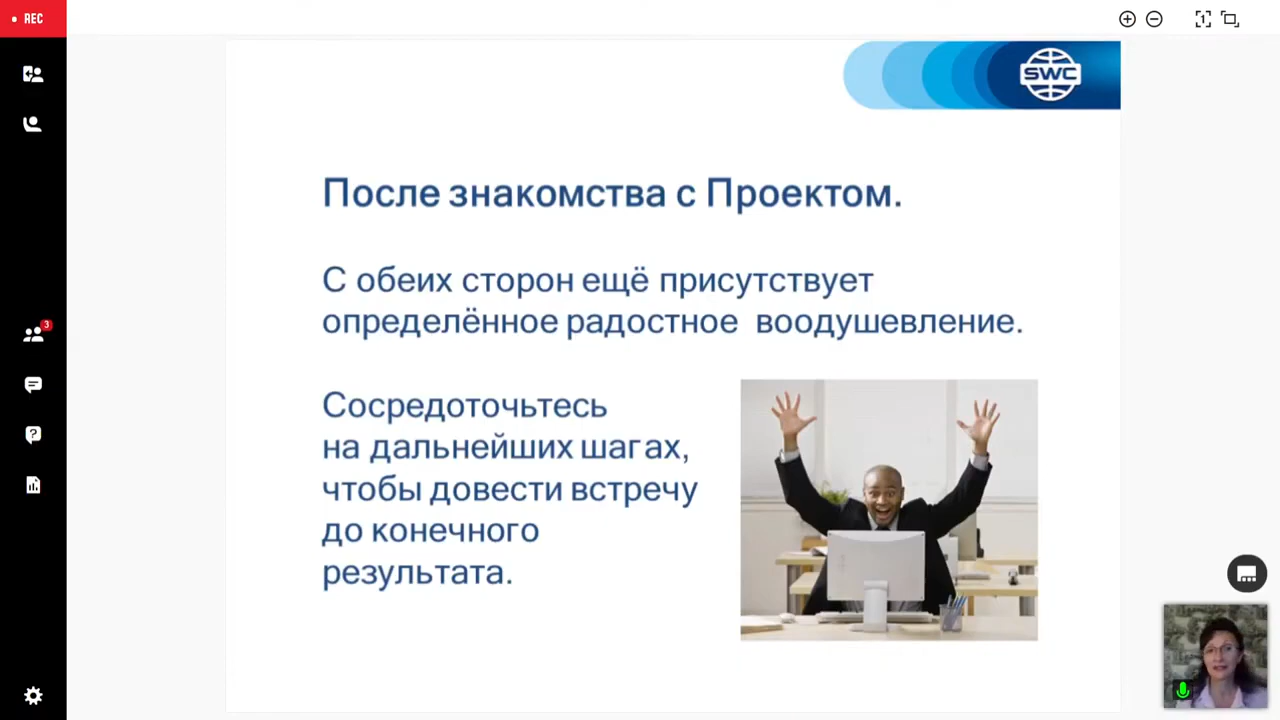 REC
1
SWC
После знакомства с Проектом.
С обеих сторон ещё присутствует
определённое радостное воодушевление.
Сосредоточьтесь
на дальнейших шагах,
чтобы довести встречу
до конечного
результата.
3